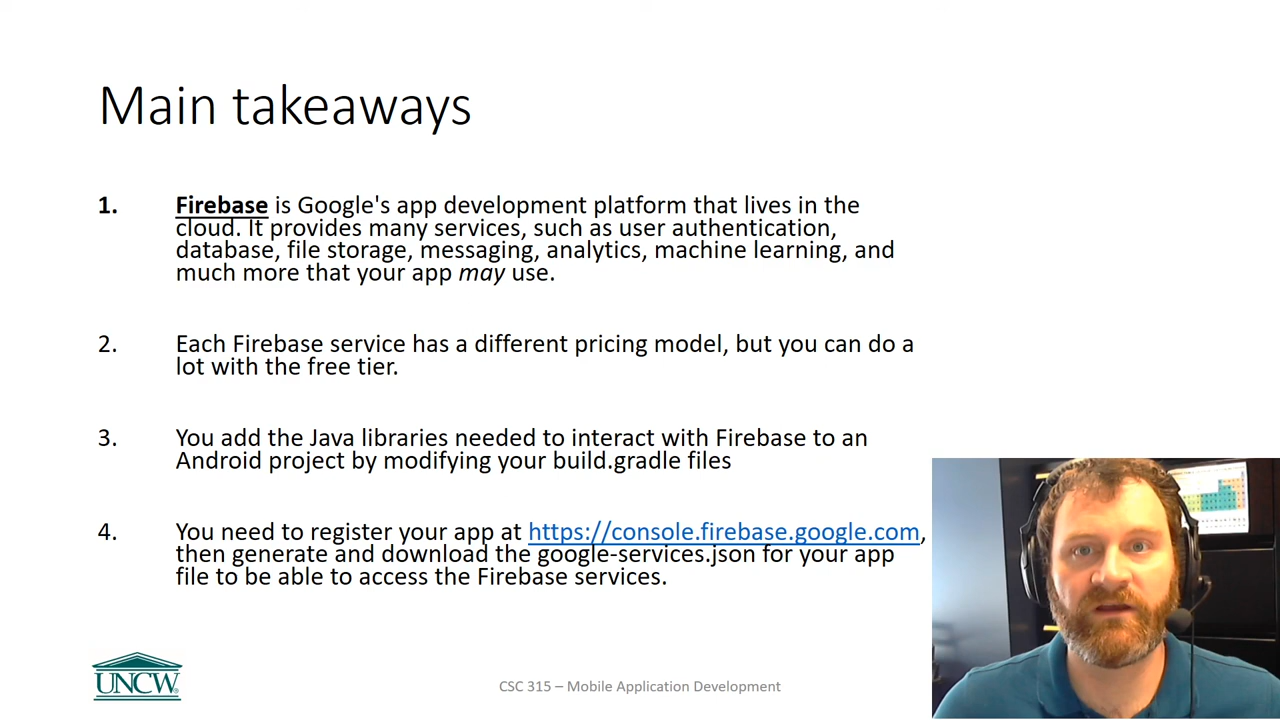 Main takeaways
1. Firebase is Google's app development platform that lives in the
cloud. It provides many services, such as user authentication,
database, file storage, messaging, analytics, machine learning, and
much more that your app may use.
2. Each Firebase service has a different pricing model, but you can do a
lot with the free tier.
3. You add the Java libraries needed to interact with Firebase to an
Android project by modifying your build.gradle files
4. You need to register your app at https://console.firebase.google.com,
then generate and download the google-services.json for your app
file to be able to access the Firebase services.
UNCW
CSC 315 – Mobile Application Development